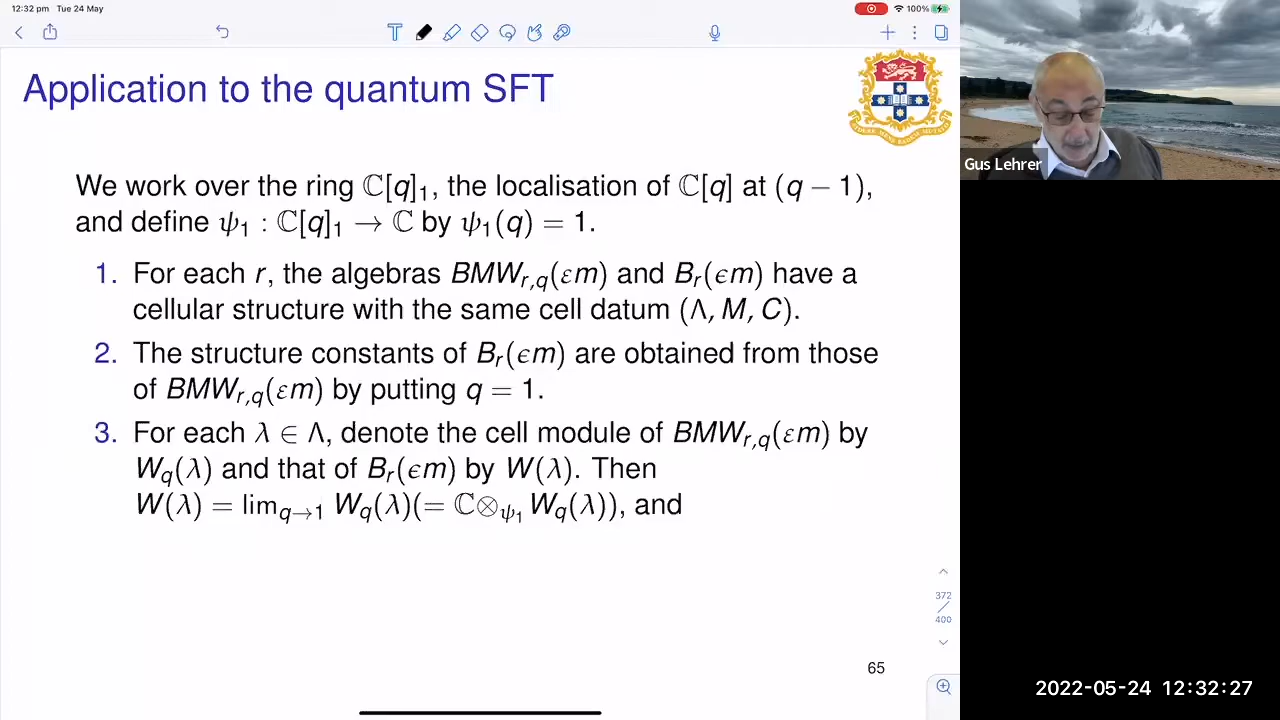 12:32 pm Tue 24 May
100%
Application to the quantum SFT
We work over the ring ℂ[q]₁, the localisation of ℂ[q] at (q − 1),
and define ψ₁ : ℂ[q]₁ → ℂ by ψ₁(q) = 1.
1. For each r, the algebras BMW_{r,q}(εm) and B_r(ϵm) have a
cellular structure with the same cell datum (Λ, M, C).
2. The structure constants of B_r(ϵm) are obtained from those
of BMW_{r,q}(εm) by putting q = 1.
3. For each λ ∈ Λ, denote the cell module of BMW_{r,q}(εm) by
W_q(λ) and that of B_r(ϵm) by W(λ). Then
W(λ) = lim_{q→1} W_q(λ)(= ℂ⊗_{ψ₁} W_q(λ)), and
372
400
65
Gus Lehrer
2022-05-24 12:32:27